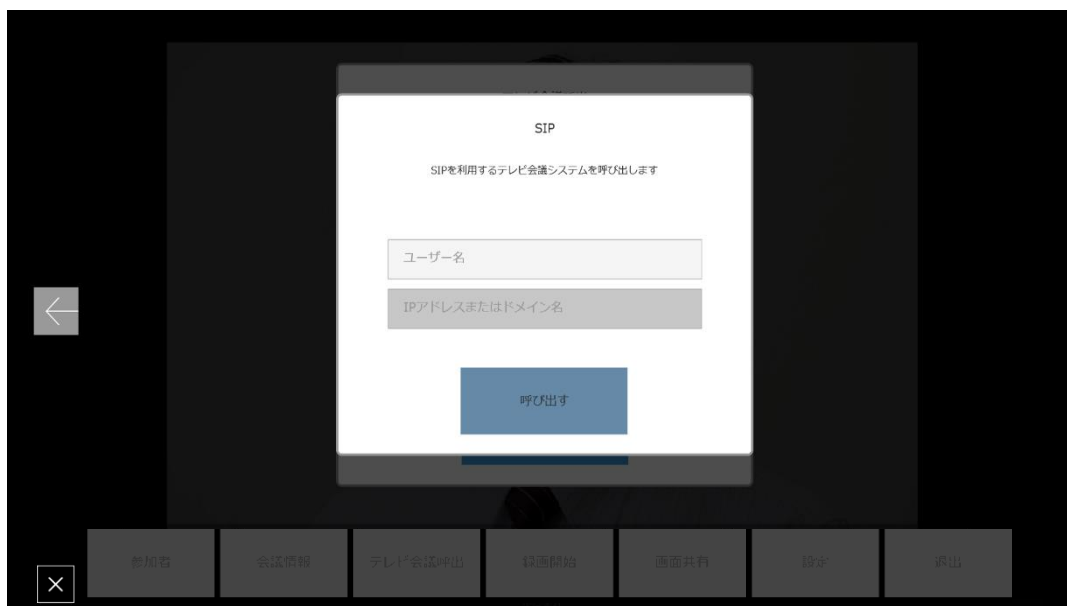 SIP
SIPを利用するテレビ会議システムを呼び出します
ユーザー名
IPアドレスまたはドメイン名
呼び出す
参加者
会議情報
テレビ会議呼出
録画開始
画面共有
設定
退出